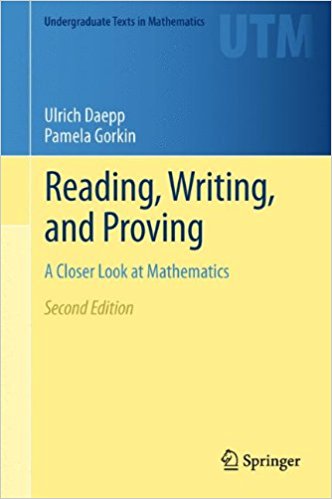 Undergraduate Texts in Mathematics
UTM
Ulrich Daepp
Pamela Gorkin
Reading, Writing,
and Proving
A Closer Look at Mathematics
Second Edition
Springer